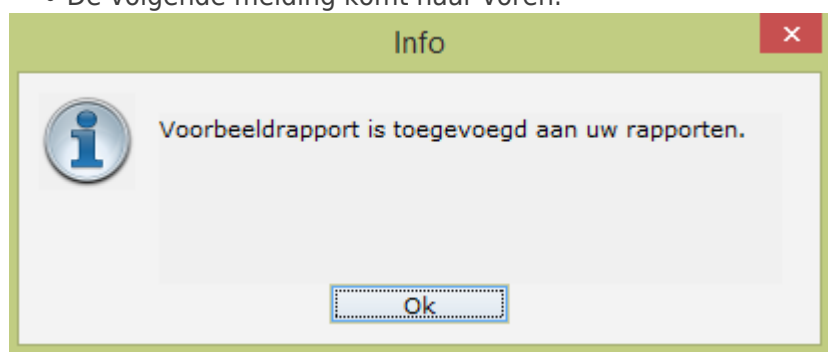 • De volgende melding komt naar voren:
Info
Voorbeeldrapport is toegevoegd aan uw rapporten.
Ok